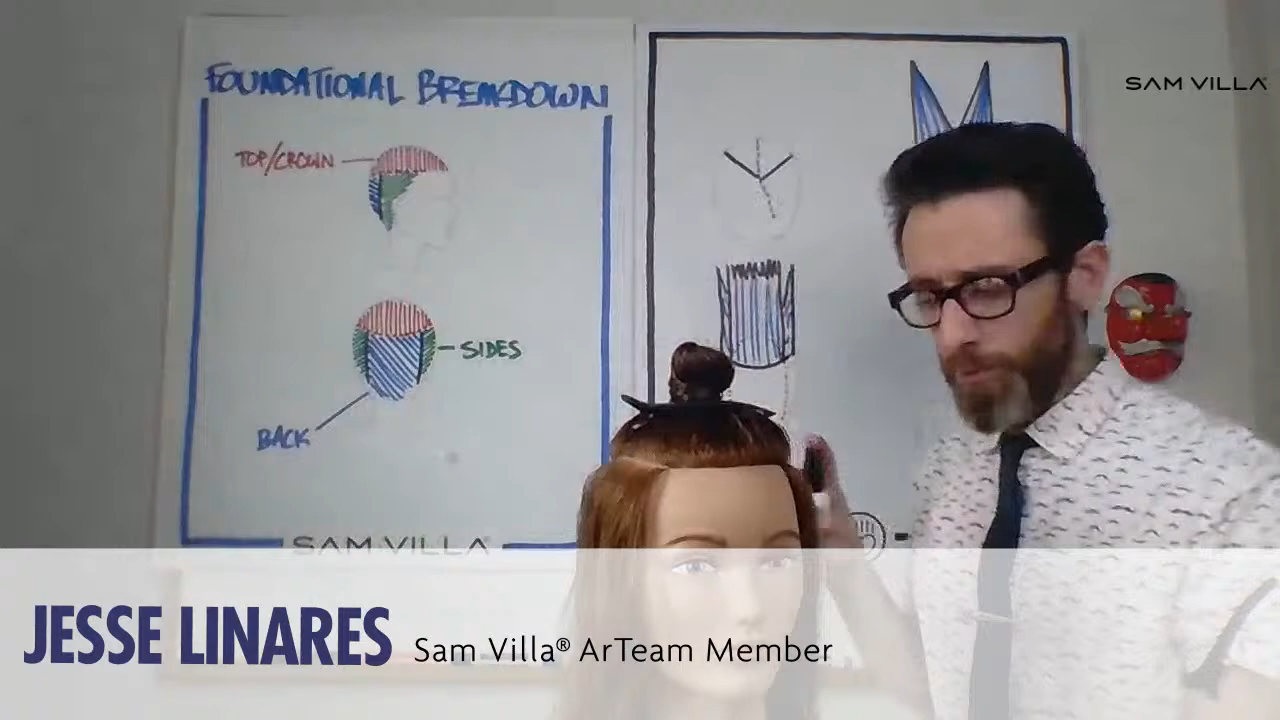 FOUNDATIONAL BREAKDOWN
SAM VILLA®
TOP/CROWN
SIDES
BACK
SAM VILLA
JESSE LINARES Sam Villa® ArTeam Member